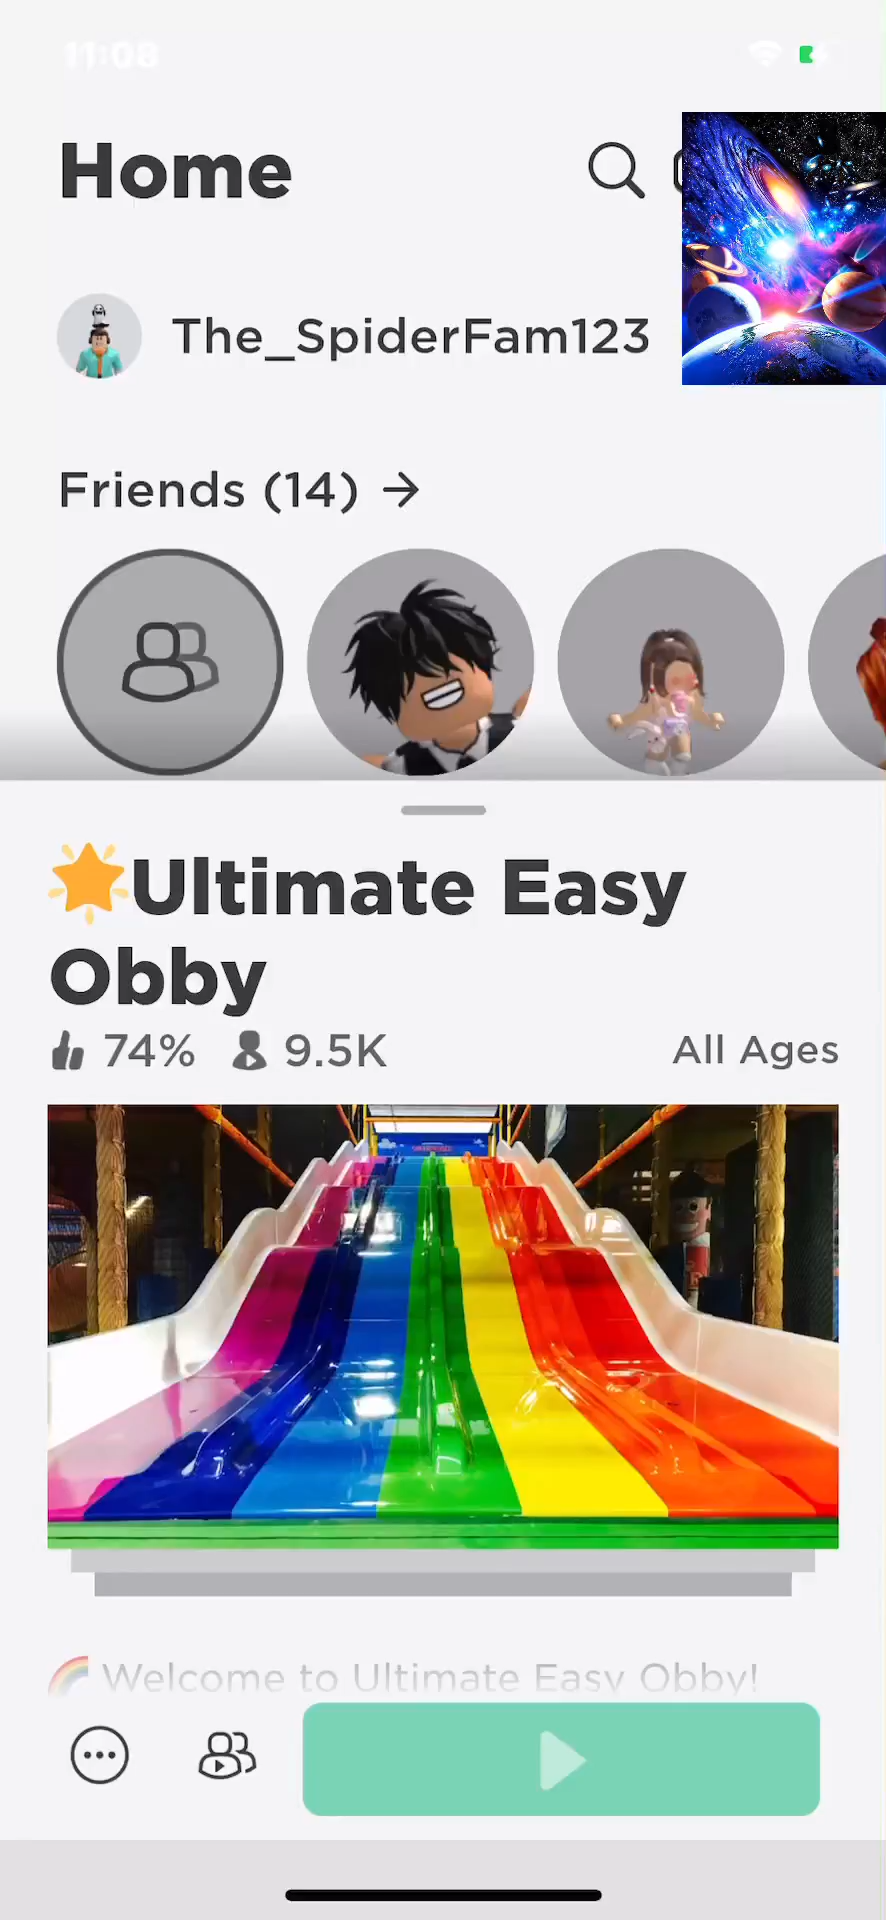 11:08
Home
The_SpiderFam123
Friends (14) →
Ultimate Easy
Obby
74% 9.5K All Ages
Welcome to Ultimate Easy Obby!